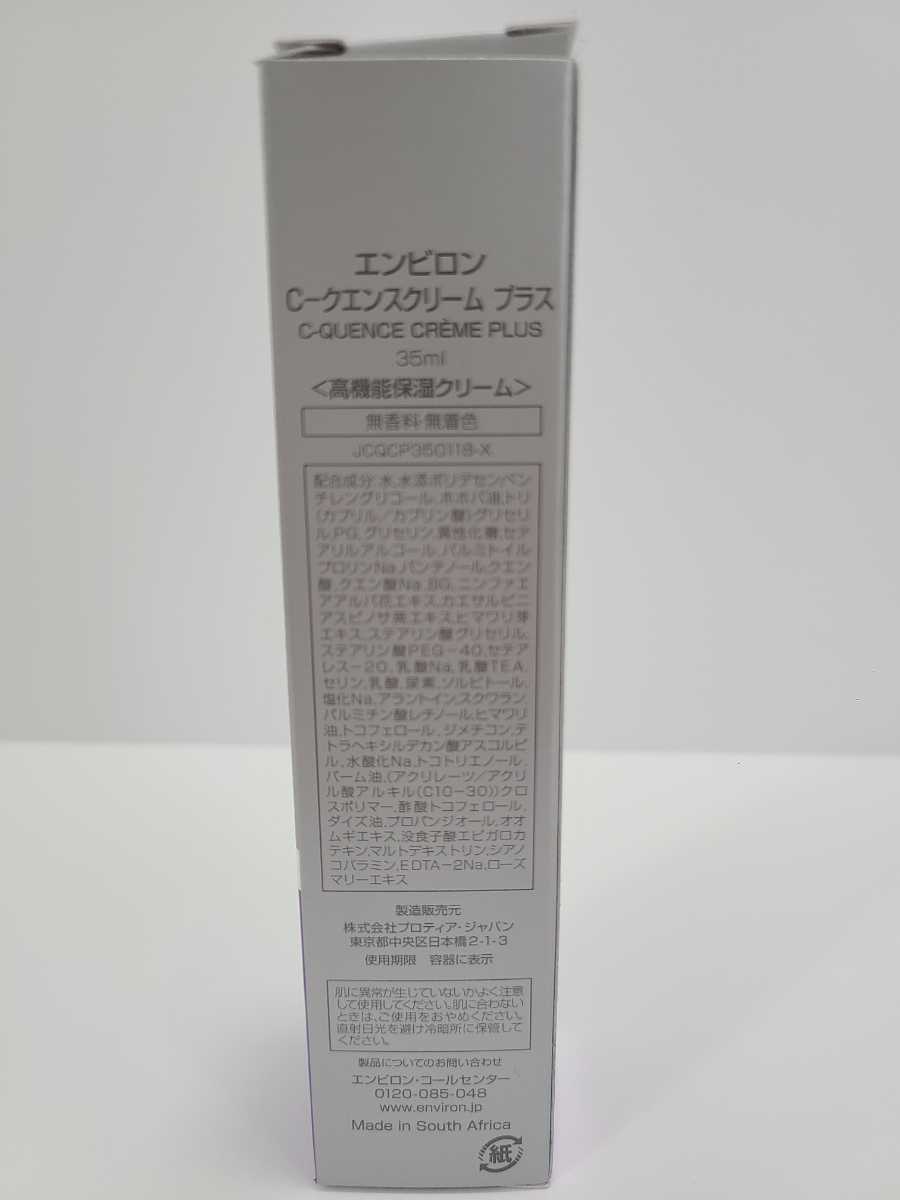 エンビロン
C-クエンスクリーム プラス
C-QUENCE CRÈME PLUS
35ml
＜高機能保湿クリーム＞
無香料・無着色
JCQCP350118-X
配合成分:水,水添ポリデセン,ペン
チレングリコール,ホホバ油,トリ
(カプリル／カプリン酸)グリセリ
ル,PG,グリセリン,異性化糖,セテ
アリルアルコール,パルミトイル
プロリンNa,パンテノール,クエン
酸,クエン酸Na,BG,ニンファエ
アアルバ花エキス,カエサルピニ
アスピノサ果エキス,ヒマワリ芽
エキス,ステアリン酸グリセリル,
ステアリン酸PEG-40,セテア
レス-20,乳酸Na,乳酸TEA,
セリン,乳酸,尿素,ソルビトール,
塩化Na,アラントイン,スクワラン,
パルミチン酸レチノール,ヒマワリ
油,トコフェロール,ジメチコン,テ
トラヘキシルデカン酸アスコルビ
ル,水酸化Na,トコトリエノール,
パーム油,(アクリレーツ／アクリ
ル酸アルキル(C10-30))クロ
スポリマー,酢酸トコフェロール,
ダイズ油,プロパンジオール,オオ
ムギエキス,没食子酸エピガロカ
テキン,マルトデキストリン,シアノ
コバラミン,EDTA-2Na,ローズ
マリーエキス
製造販売元
株式会社プロティア・ジャパン
東京都中央区日本橋2-1-3
使用期限 容器に表示
肌に異常が生じていないかよく注意
して使用してください。肌に合わない
ときは、ご使用をおやめください。
直射日光を避け冷暗所に保管して
ください。
製品についてのお問い合わせ
エンビロン・コールセンター
0120-085-048
www.environ.jp
Made in South Africa
紙